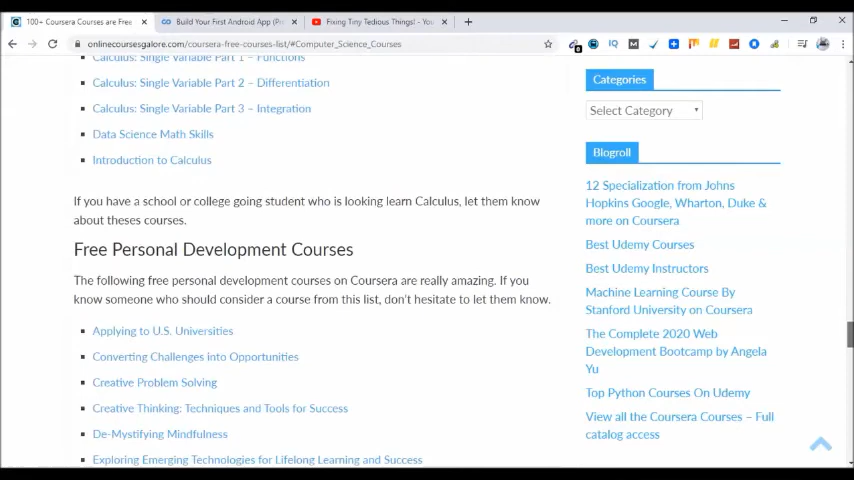 100+ Coursera Courses are Free
Build Your First Android App (Pr
Fixing Tiny Tedious Things! - You
onlinecoursesgalore.com/coursera-free-courses-list/#Computer_Science_Courses
Calculus: Single Variable Part 1 – Functions
Calculus: Single Variable Part 2 – Differentiation
Calculus: Single Variable Part 3 – Integration
Data Science Math Skills
Introduction to Calculus
If you have a school or college going student who is looking learn Calculus, let them know
about theses courses.
Free Personal Development Courses
The following free personal development courses on Coursera are really amazing. If you
know someone who should consider a course from this list, don't hesitate to let them know.
Applying to U.S. Universities
Converting Challenges into Opportunities
Creative Problem Solving
Creative Thinking: Techniques and Tools for Success
De-Mystifying Mindfulness
Exploring Emerging Technologies for Lifelong Learning and Success
Categories
Select Category
Blogroll
12 Specialization from Johns
Hopkins Google, Wharton, Duke &
more on Coursera
Best Udemy Courses
Best Udemy Instructors
Machine Learning Course By
Stanford University on Coursera
The Complete 2020 Web
Development Bootcamp by Angela
Yu
Top Python Courses On Udemy
View all the Coursera Courses – Full
catalog access